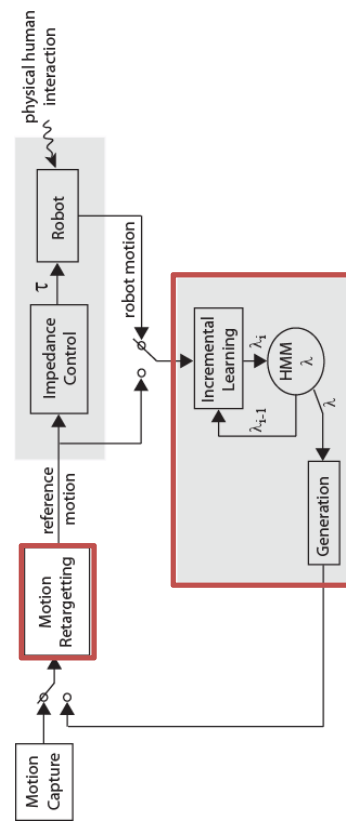 Motion
Capture
Motion
Retargetting
reference
motion
Impedance
Control
τ
Robot
physical human
interaction
robot motion
Incremental
Learning
λi
λi-1
HMM
λ
λ
Generation